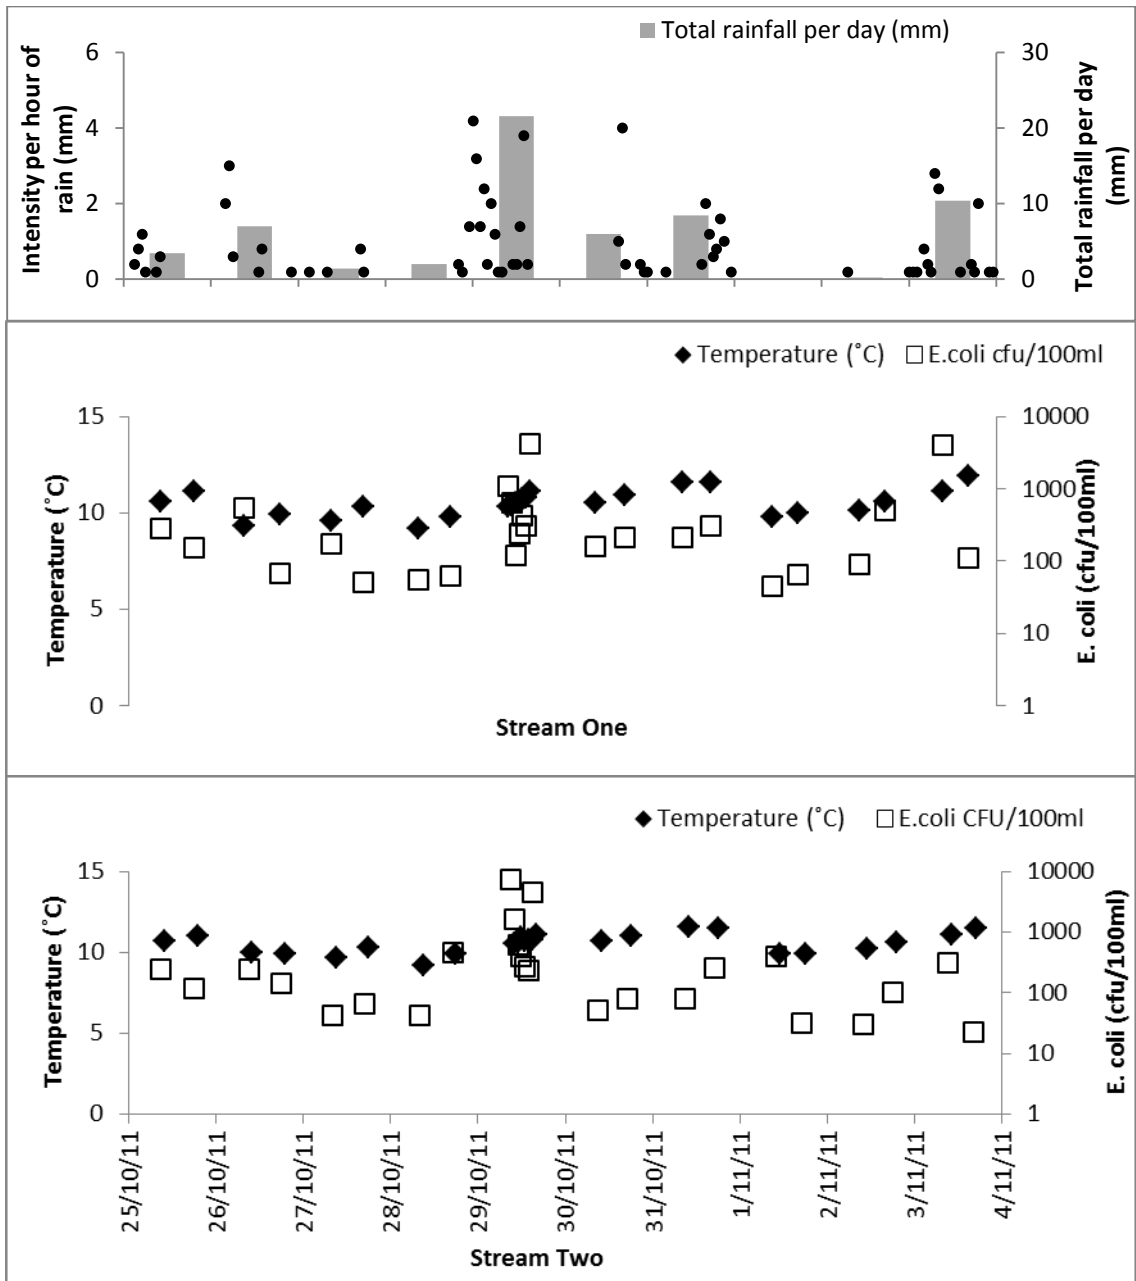 Total rainfall per day (mm)
Intensity per hour of
rain (mm)
6
4
2
0
30
20
10
0
Total rainfall per day
(mm)
Temperature (˚C)
E.coli cfu/100ml
Temperature (˚C)
15
10
5
0
10000
1000
100
10
1
E. coli (cfu/100ml)
Stream One
Temperature (˚C)
E.coli CFU/100ml
Temperature (˚C)
15
10
5
0
10000
1000
100
10
1
E. coli (cfu/100ml)
25/10/11
26/10/11
27/10/11
28/10/11
29/10/11
30/10/11
31/10/11
1/11/11
2/11/11
3/11/11
4/11/11
Stream Two